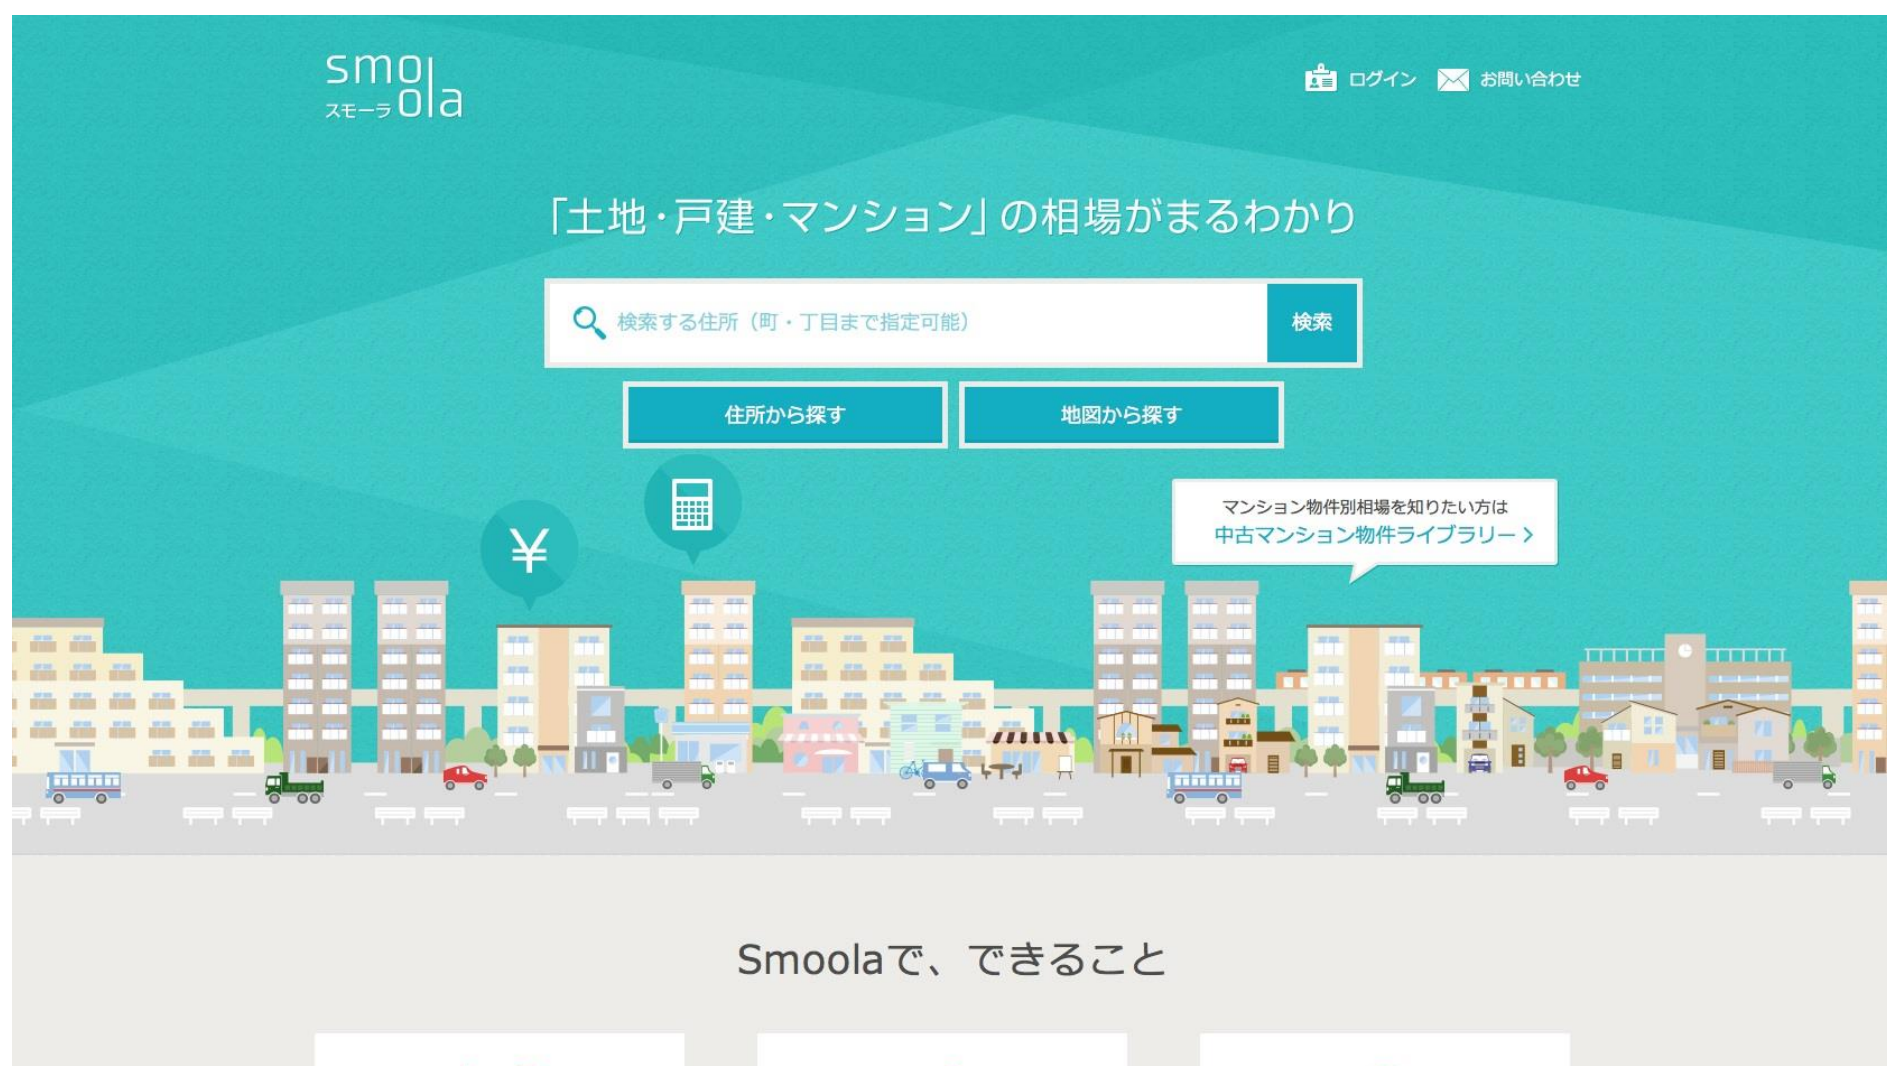 smoola
スモーラ
ログイン
お問い合わせ
「土地・戸建・マンション」の相場がまるわかり
検索する住所（町・丁目まで指定可能）
検索
住所から探す
地図から探す
¥
マンション物件別相場を知りたい方は
中古マンション物件ライブラリー >
Smoolaで、できること